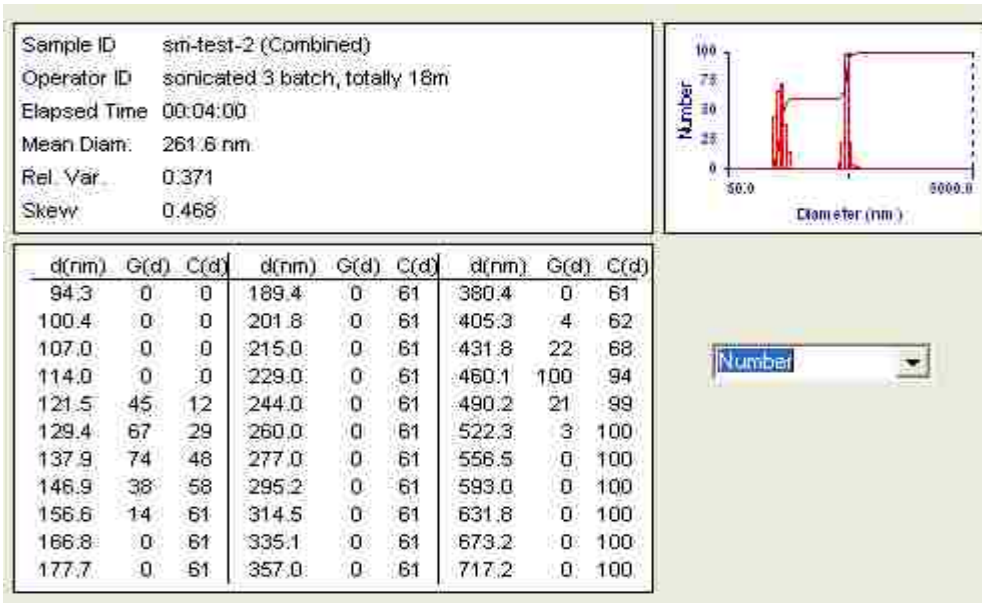 Sample ID sm-test-2 (Combined)
Operator ID sonicated 3 batch, totally 18m
Elapsed Time 00:04:00
Mean Diam. 261.6 nm
Rel. Var. 0.371
Skew 0.468
100
75
50
25
0
Number
50.0 5000.0
Diameter (nm)
d(nm) G(d) C(d) d(nm) G(d) C(d) d(nm) G(d) C(d)
94.3 0 0 189.4 0 61 380.4 0 61
100.4 0 0 201.8 0 61 405.3 4 62
107.0 0 0 215.0 0 61 431.8 22 68
114.0 0 0 229.0 0 61 460.1 100 94
121.5 45 12 244.0 0 61 490.2 21 99
129.4 67 29 260.0 0 61 522.3 3 100
137.9 74 48 277.0 0 61 556.5 0 100
146.9 38 58 295.2 0 61 593.0 0 100
156.6 14 61 314.5 0 61 631.8 0 100
166.8 0 61 335.1 0 61 673.2 0 100
177.7 0 61 357.0 0 61 717.2 0 100
Number